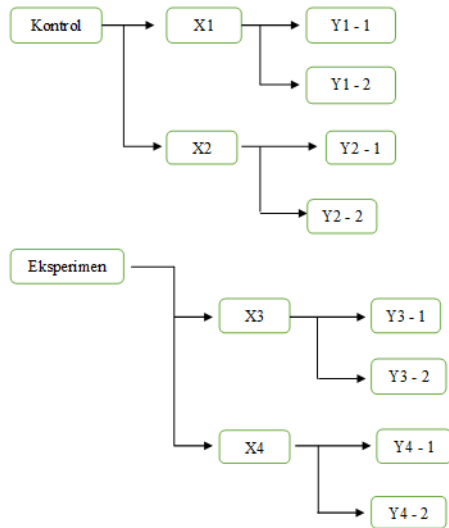 Kontrol
X1
Y1 - 1
Y1 - 2
X2
Y2 - 1
Y2 - 2
Eksperimen
X3
Y3 - 1
Y3 - 2
X4
Y4 - 1
Y4 - 2